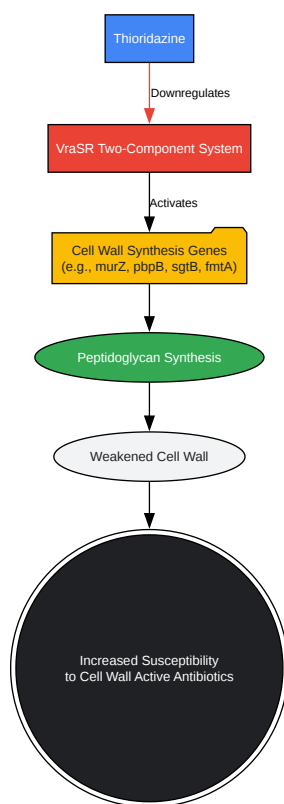 Thioridazine
Downregulates
VraSR Two-Component System
Activates
Cell Wall Synthesis Genes
(e.g., murZ, pbpB, sgtB, fmtA)
Peptidoglycan Synthesis
Weakened Cell Wall
Increased Susceptibility
to Cell Wall Active Antibiotics